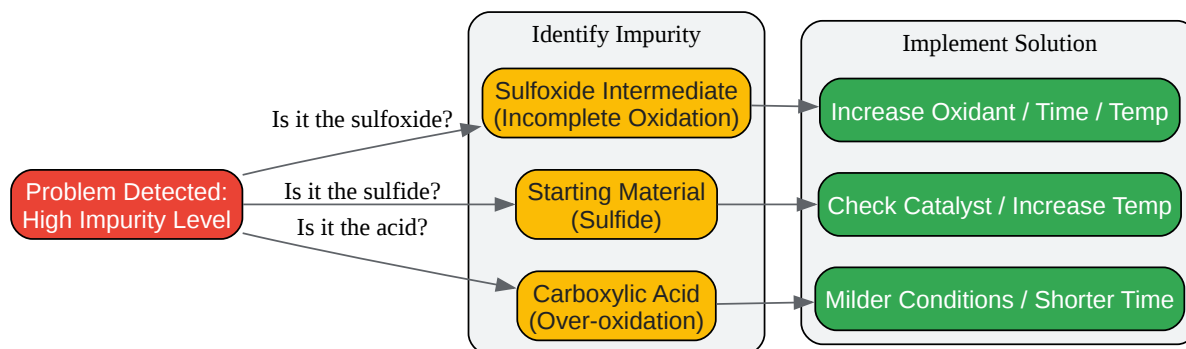 Identify Impurity
Implement Solution
Sulfoxide Intermediate
(Incomplete Oxidation)
Increase Oxidant / Time / Temp
Is it the sulfoxide?
Problem Detected:
High Impurity Level
Is it the sulfide?
Starting Material
(Sulfide)
Check Catalyst / Increase Temp
Is it the acid?
Carboxylic Acid
(Over-oxidation)
Milder Conditions / Shorter Time